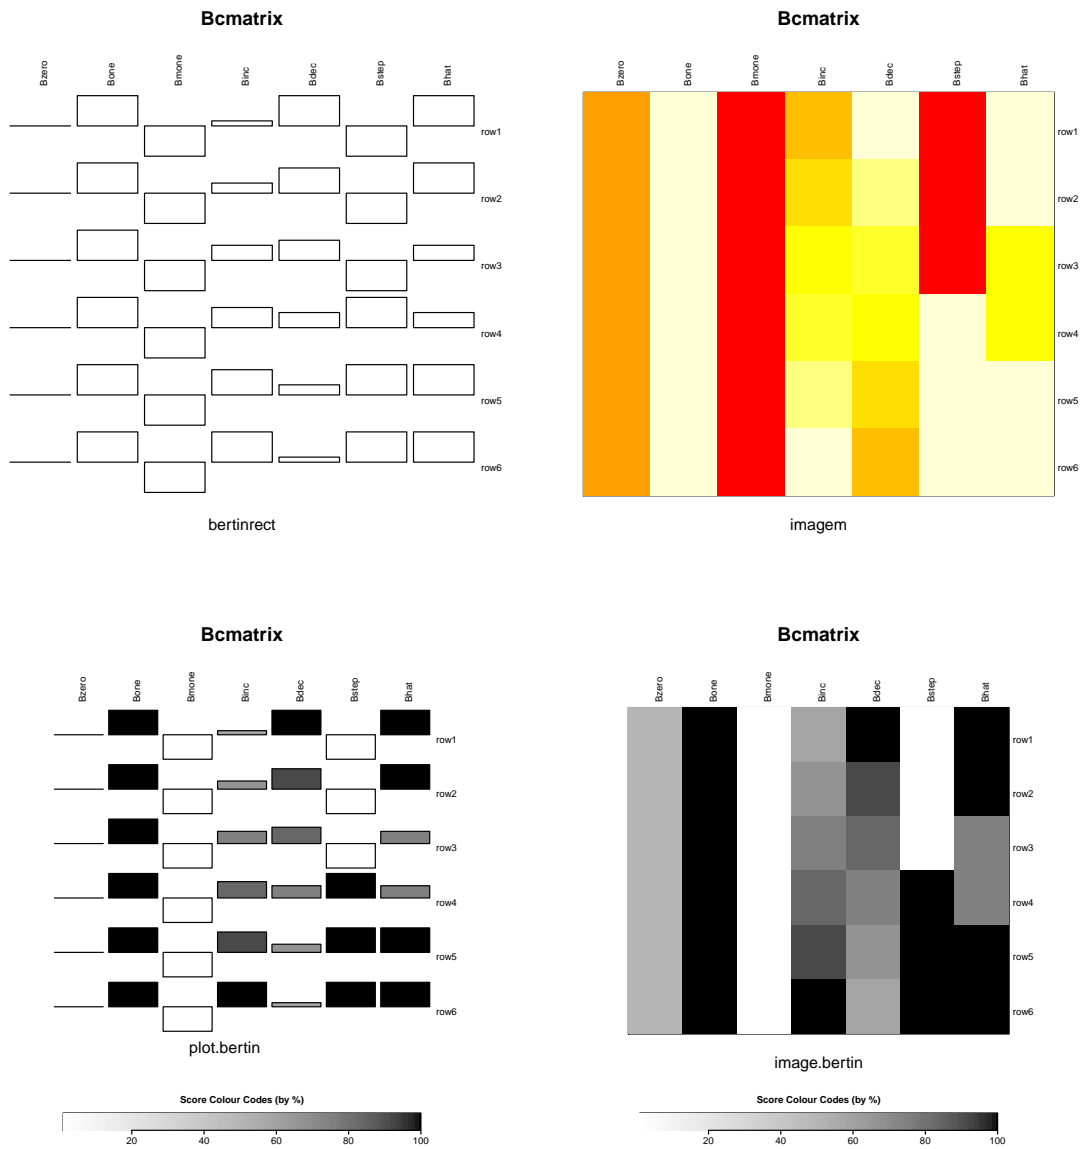 Bcmatrix
Bzero Bone Bmone Binc Bdec Bstep Bhat
row1
row2
row3
row4
row5
row6
bertinrect
Bcmatrix
Bzero Bone Bmone Binc Bdec Bstep Bhat
row1
row2
row3
row4
row5
row6
imagem
Bcmatrix
Bzero Bone Bmone Binc Bdec Bstep Bhat
row1
row2
row3
row4
row5
row6
plot.bertin
Score Colour Codes (by %)
20 40 60 80 100
Bcmatrix
Bzero Bone Bmone Binc Bdec Bstep Bhat
row1
row2
row3
row4
row5
row6
image.bertin
Score Colour Codes (by %)
20 40 60 80 100